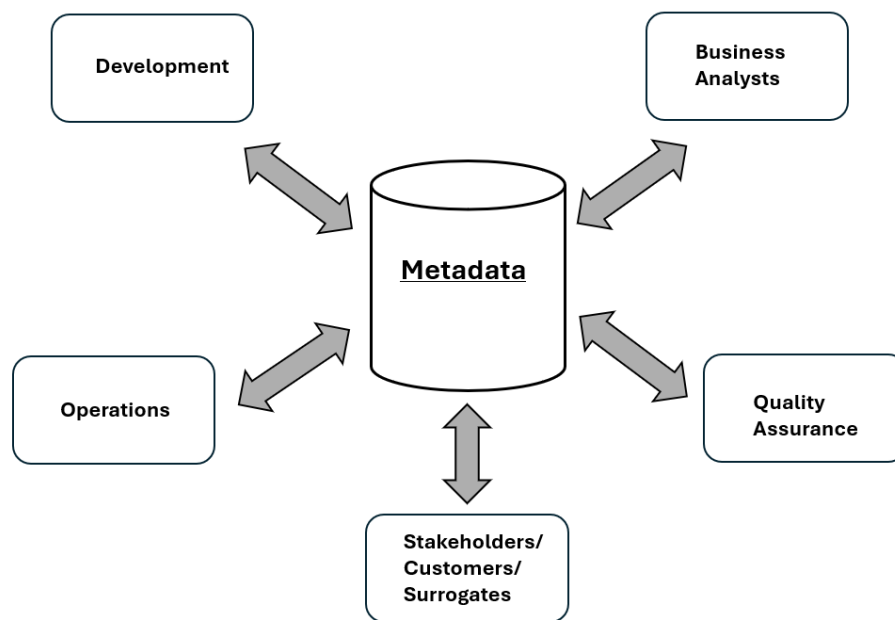 Development
Business
Analysts
Metadata
Operations
Quality
Assurance
Stakeholders/
Customers/
Surrogates